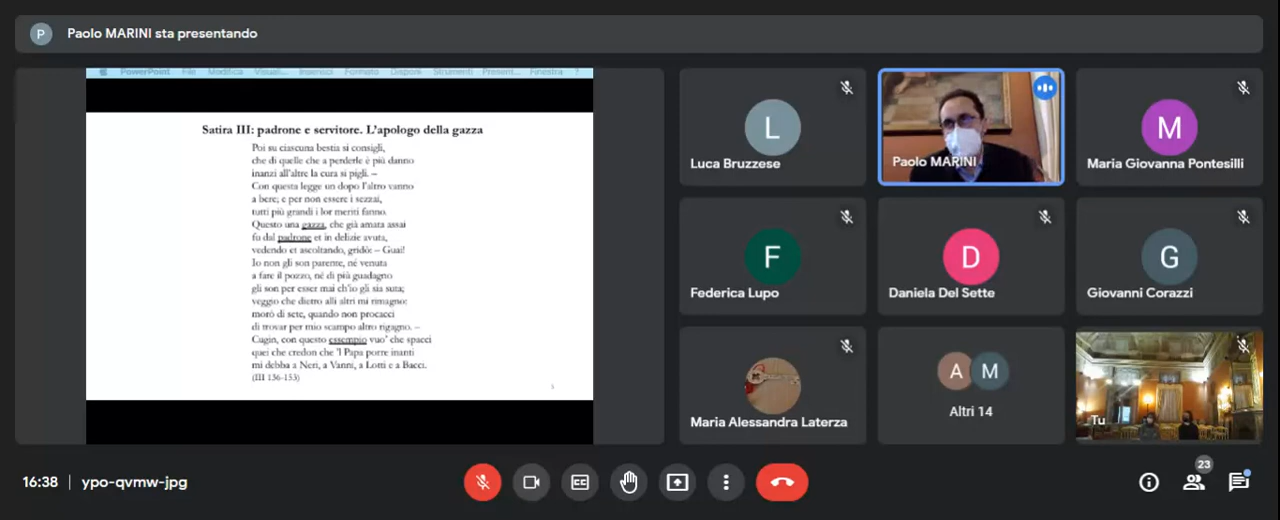 P
Paolo MARINI sta presentando
PowerPoint File Modifica Visual... Inserisci Formato Disponi Strumenti Present... Finestra ?
Satira III: padrone e servitore. L'apologo della gazza
Poi su ciascuna bestia si consigli,
che di quelle che a perderle è più danno
inanzi all'altre la cura si pigli. –
Con questa legge un dopo l'altro vanno
a bere; e per non essere i sezzai,
tutti più grandi i lor meriti fanno.
Questo una gazza, che già amata assai
fu dal padrone et in delizie avuta,
vedendo et ascoltando, gridò: – Guai!
Io non gli son parente, né venuta
a fare il pozzo, né di più guadagno
gli son per esser mai ch'io gli sia suta;
veggio che dietro alli altri mi rimagno:
morò di sete, quando non procacci
di trovar per mio scampo altro rigagno. –
Cugin, con questo essempio vuo' che spacci
quei che credon che 'l Papa porre inanti
mi debba a Neri, a Vanni, a Lotti e a Bacci.
(III 136-153)
L
Luca Bruzzese
Paolo MARINI
M
Maria Giovanna Pontesilli
F
Federica Lupo
D
Daniela Del Sette
G
Giovanni Corazzi
Maria Alessandra Laterza
A M
Altri 14
Tu
16:38 | ypo-qvmw-jpg
CC
23